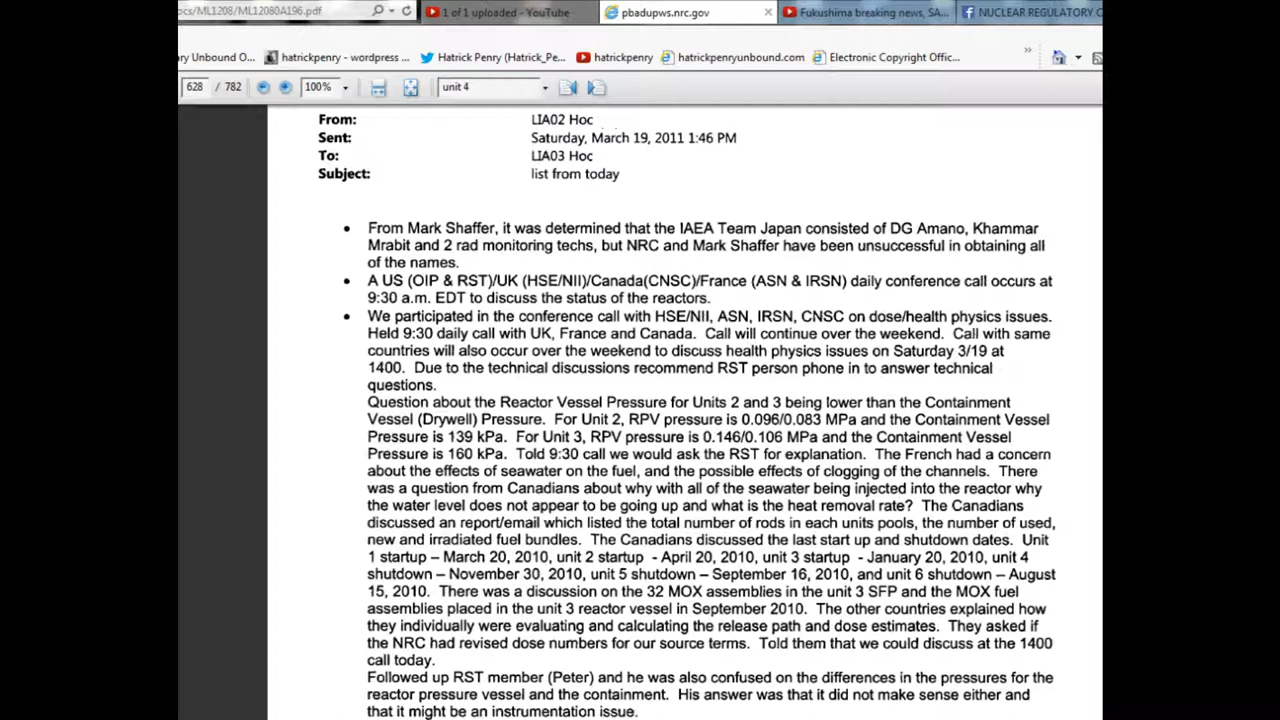 ocs/ML1208/ML12080A196.pdf
1 of 1 uploaded - YouTube
pbadupws.nrc.gov
Fukushima breaking news, SA...
NUCLEAR REGULATORY C
ary Unbound O...
hatrickpenry - wordpress ...
Hatrick Penry (Hatrick_Pe...
hatrickpenry
hatrickpenryunbound.com
Electronic Copyright Offic...
628 / 782
100%
unit 4
From: LIA02 Hoc
Sent: Saturday, March 19, 2011 1:46 PM
To: LIA03 Hoc
Subject: list from today
• From Mark Shaffer, it was determined that the IAEA Team Japan consisted of DG Amano, Khammar
Mrabit and 2 rad monitoring techs, but NRC and Mark Shaffer have been unsuccessful in obtaining all
of the names.
• A US (OIP & RST)/UK (HSE/NII)/Canada(CNSC)/France (ASN & IRSN) daily conference call occurs at
9:30 a.m. EDT to discuss the status of the reactors.
• We participated in the conference call with HSE/NII, ASN, IRSN, CNSC on dose/health physics issues.
Held 9:30 daily call with UK, France and Canada. Call will continue over the weekend. Call with same
countries will also occur over the weekend to discuss health physics issues on Saturday 3/19 at
1400. Due to the technical discussions recommend RST person phone in to answer technical
questions.
Question about the Reactor Vessel Pressure for Units 2 and 3 being lower than the Containment
Vessel (Drywell) Pressure. For Unit 2, RPV pressure is 0.096/0.083 MPa and the Containment Vessel
Pressure is 139 kPa. For Unit 3, RPV pressure is 0.146/0.106 MPa and the Containment Vessel
Pressure is 160 kPa. Told 9:30 call we would ask the RST for explanation. The French had a concern
about the effects of seawater on the fuel, and the possible effects of clogging of the channels. There
was a question from Canadians about why with all of the seawater being injected into the reactor why
the water level does not appear to be going up and what is the heat removal rate? The Canadians
discussed an report/email which listed the total number of rods in each units pools, the number of used,
new and irradiated fuel bundles. The Canadians discussed the last start up and shutdown dates. Unit
1 startup – March 20, 2010, unit 2 startup - April 20, 2010, unit 3 startup - January 20, 2010, unit 4
shutdown – November 30, 2010, unit 5 shutdown – September 16, 2010, and unit 6 shutdown – August
15, 2010. There was a discussion on the 32 MOX assemblies in the unit 3 SFP and the MOX fuel
assemblies placed in the unit 3 reactor vessel in September 2010. The other countries explained how
they individually were evaluating and calculating the release path and dose estimates. They asked if
the NRC had revised dose numbers for our source terms. Told them that we could discuss at the 1400
call today.
Followed up RST member (Peter) and he was also confused on the differences in the pressures for the
reactor pressure vessel and the containment. His answer was that it did not make sense either and
that it might be an instrumentation issue.